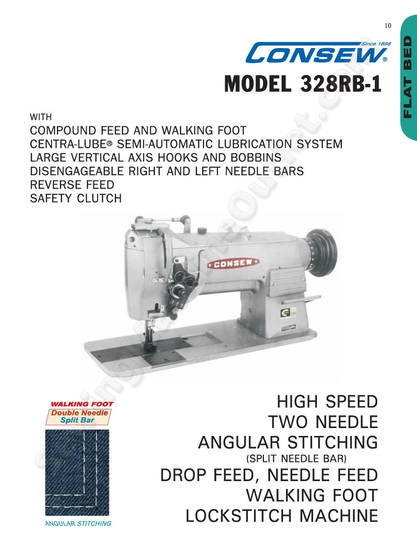 10
FLAT BED
CONSEW®
Since 1898
MODEL 328RB-1
WITH
COMPOUND FEED AND WALKING FOOT
CENTRA-LUBE® SEMI-AUTOMATIC LUBRICATION SYSTEM
LARGE VERTICAL AXIS HOOKS AND BOBBINS
DISENGAGEABLE RIGHT AND LEFT NEEDLE BARS
REVERSE FEED
SAFETY CLUTCH
CONSEW
WALKING FOOT
Double Needle
Split Bar
ANGULAR STITCHING
HIGH SPEED
TWO NEEDLE
ANGULAR STITCHING
(SPLIT NEEDLE BAR)
DROP FEED, NEEDLE FEED
WALKING FOOT
LOCKSTITCH MACHINE